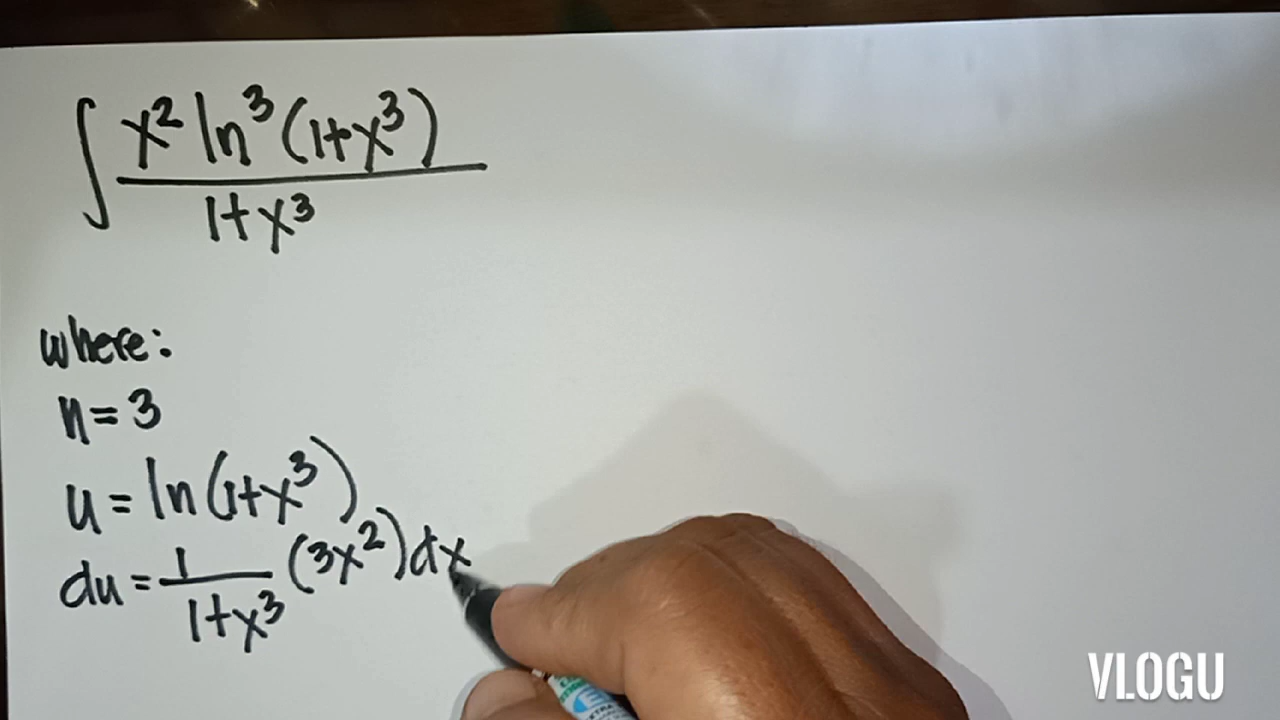 ∫ x² ln³(1+x³)
1+x³
where:
n = 3
u = ln(1+x³)
du = 1/1+x³ (3x²)dx
VLOGU